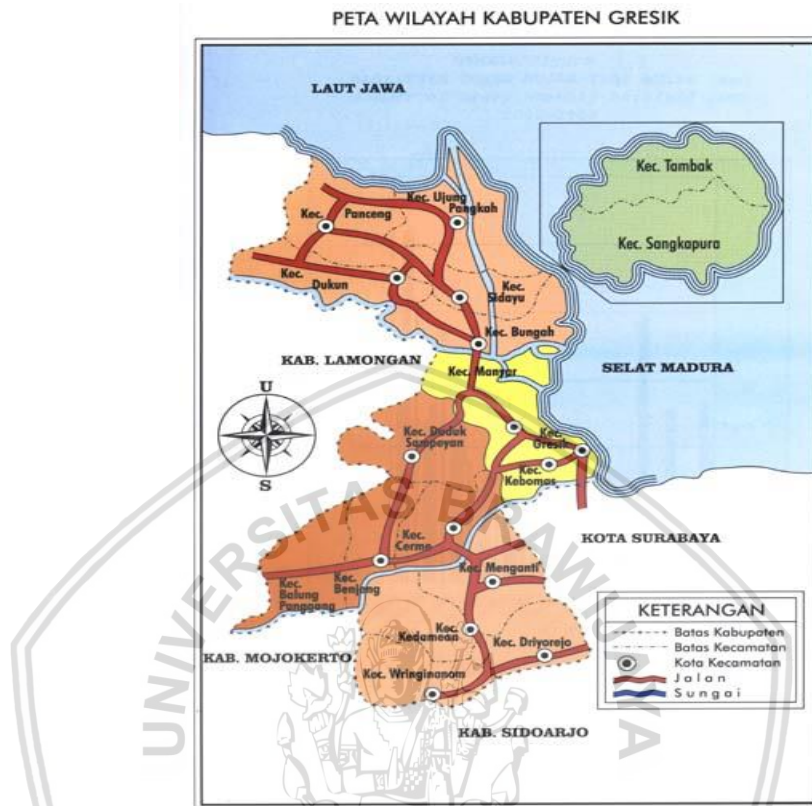 PETA WILAYAH KABUPATEN GRESIK
LAUT JAWA
Kec. Tambak
Kec. Sangkapura
Kec. Ujung
Pangkah
Kec. Panceng
Kec.
Dukun
Kec.
Sidayu
Kec. Bungah
KAB. LAMONGAN
Kec. Manyar
SELAT MADURA
U
S
Kec. Duduk
Sampeyan
Kec.
Gresik
Kec.
Kebomas
KOTA SURABAYA
Kec.
Cerme
Kec. Menganti
Kec.
Balung
Panggang
Kec.
Benjang
Kec.
Kedamean
Kec. Driyorejo
KAB. MOJOKERTO
Kec. Wringinanom
KAB. SIDOARJO
KETERANGAN
Batas Kabupaten
Batas Kecamatan
Kota Kecamatan
Jalan
Sungai
UNIVERSITAS BRAWIJAYA